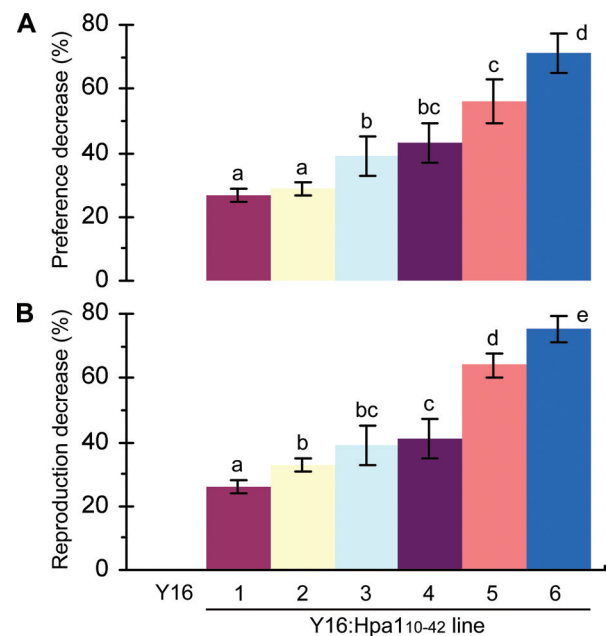 A
Preference decrease (%)
80
60
40
20
0
a
a
b
bc
c
d
B
Reproduction decrease (%)
80
60
40
20
0
a
b
bc
c
d
e
Y16 1 2 3 4 5 6
Y16:Hpa110-42 line